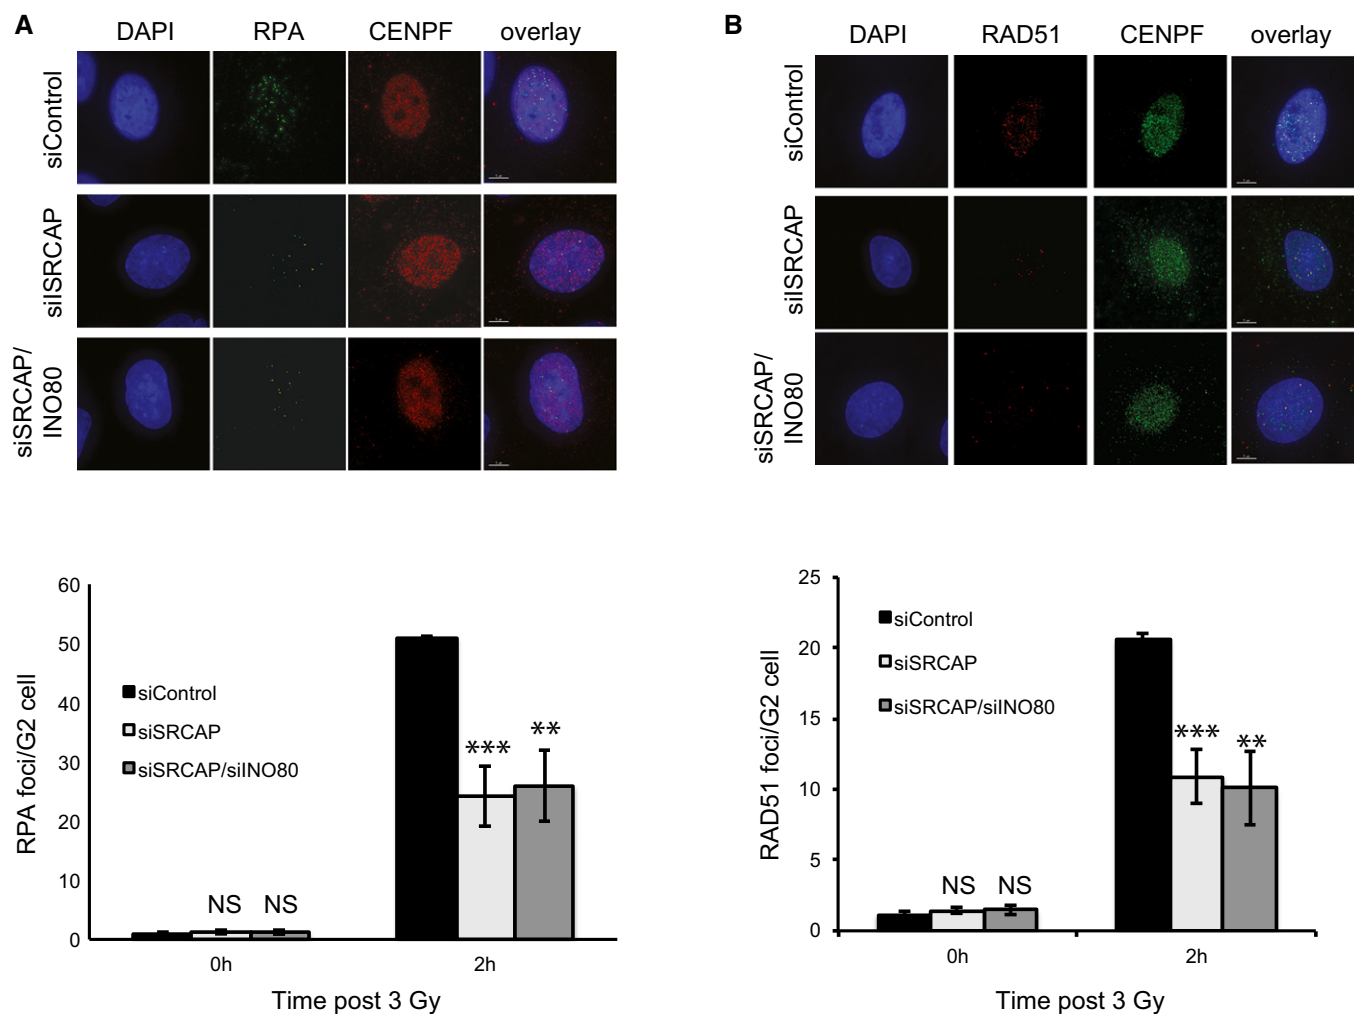 A
DAPI RPA CENPF overlay
siControl
silSRCAP
siSRCAP/
INO80
60
50
40
30
20
10
0
RPA foci/G2 cell
siControl
siSRCAP
siSRCAP/siINO80
NS NS
*** **
0h 2h
Time post 3 Gy
B
DAPI RAD51 CENPF overlay
siControl
silSRCAP
siSRCAP/
INO80
25
20
15
10
5
0
RAD51 foci/G2 cell
siControl
siSRCAP
siSRCAP/siINO80
NS NS
*** **
0h 2h
Time post 3 Gy